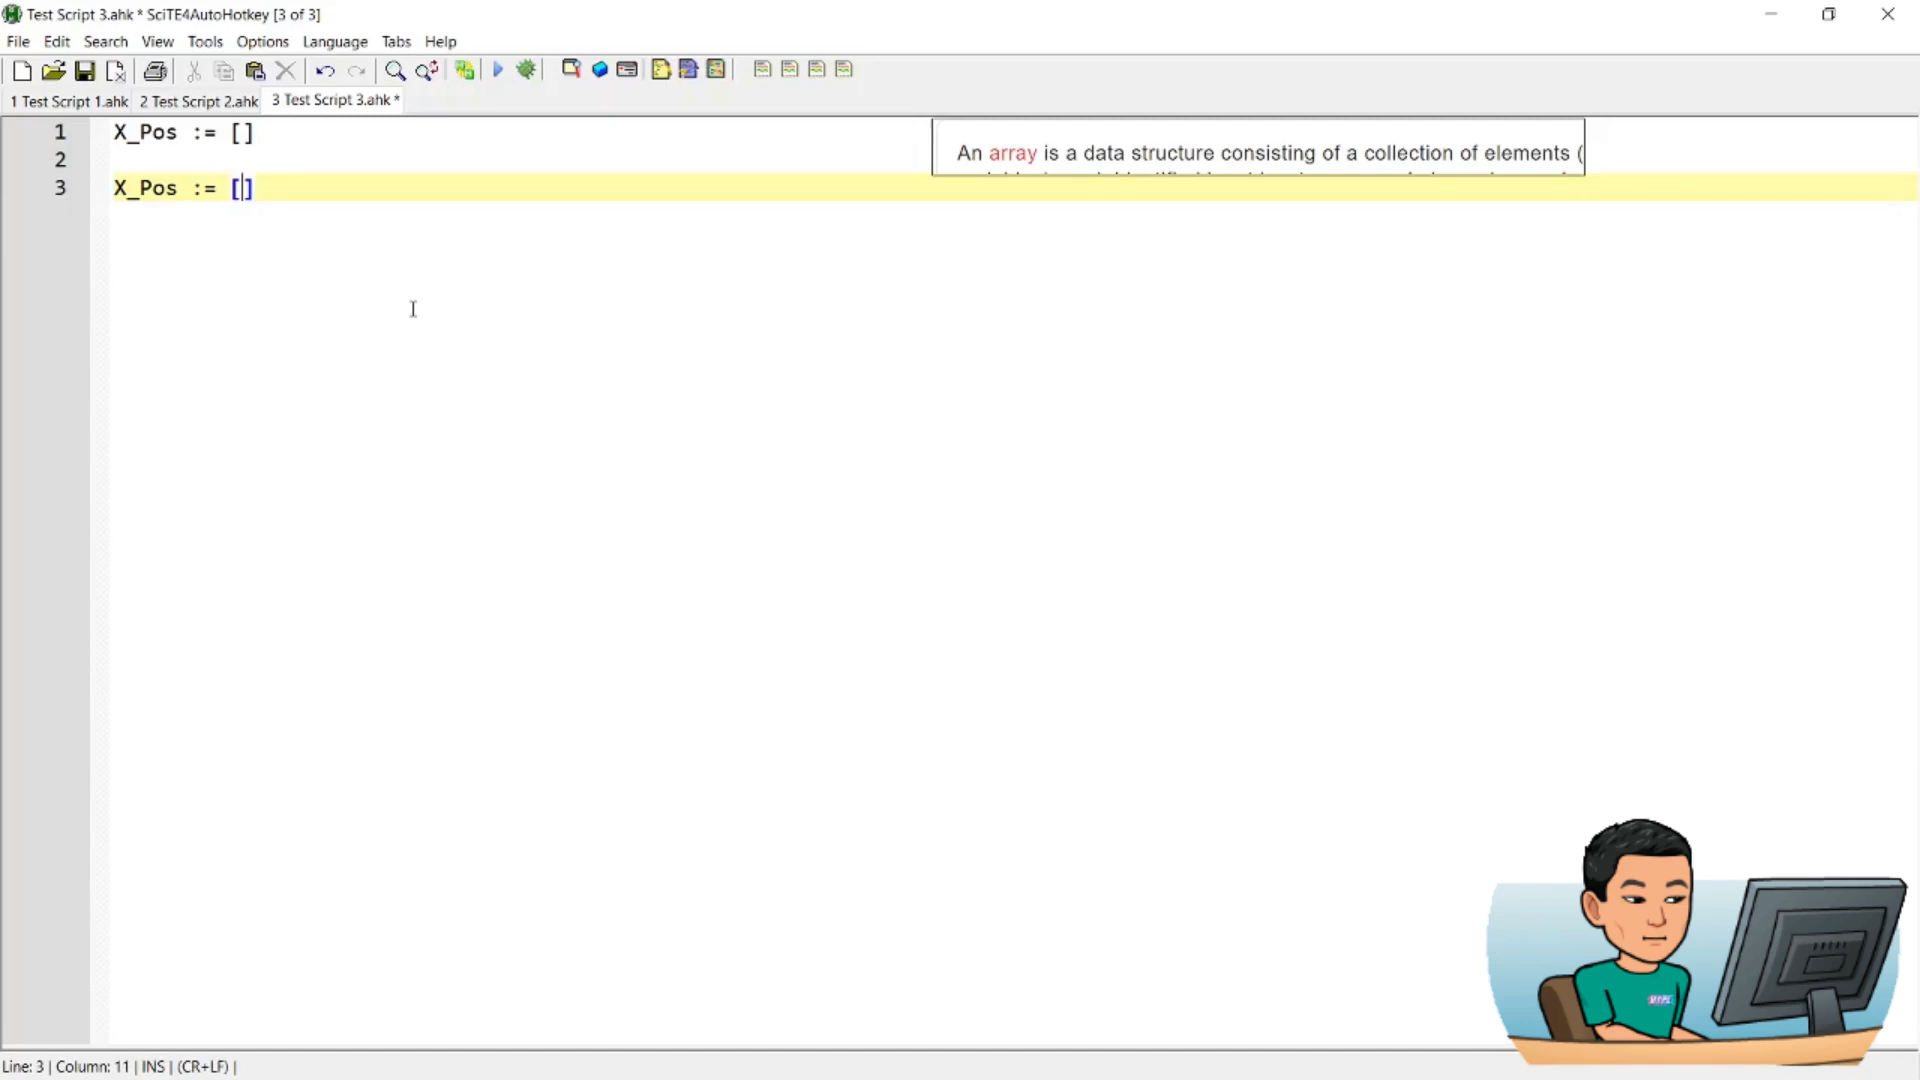 Test Script 3.ahk * SciTE4AutoHotkey [3 of 3]
File Edit Search View Tools Options Language Tabs Help
1 Test Script 1.ahk 2 Test Script 2.ahk 3 Test Script 3.ahk *
1 X_Pos := []
An array is a data structure consisting of a collection of elements (
2
3 X_Pos := []
Line: 3 | Column: 11 | INS | (CR+LF) |